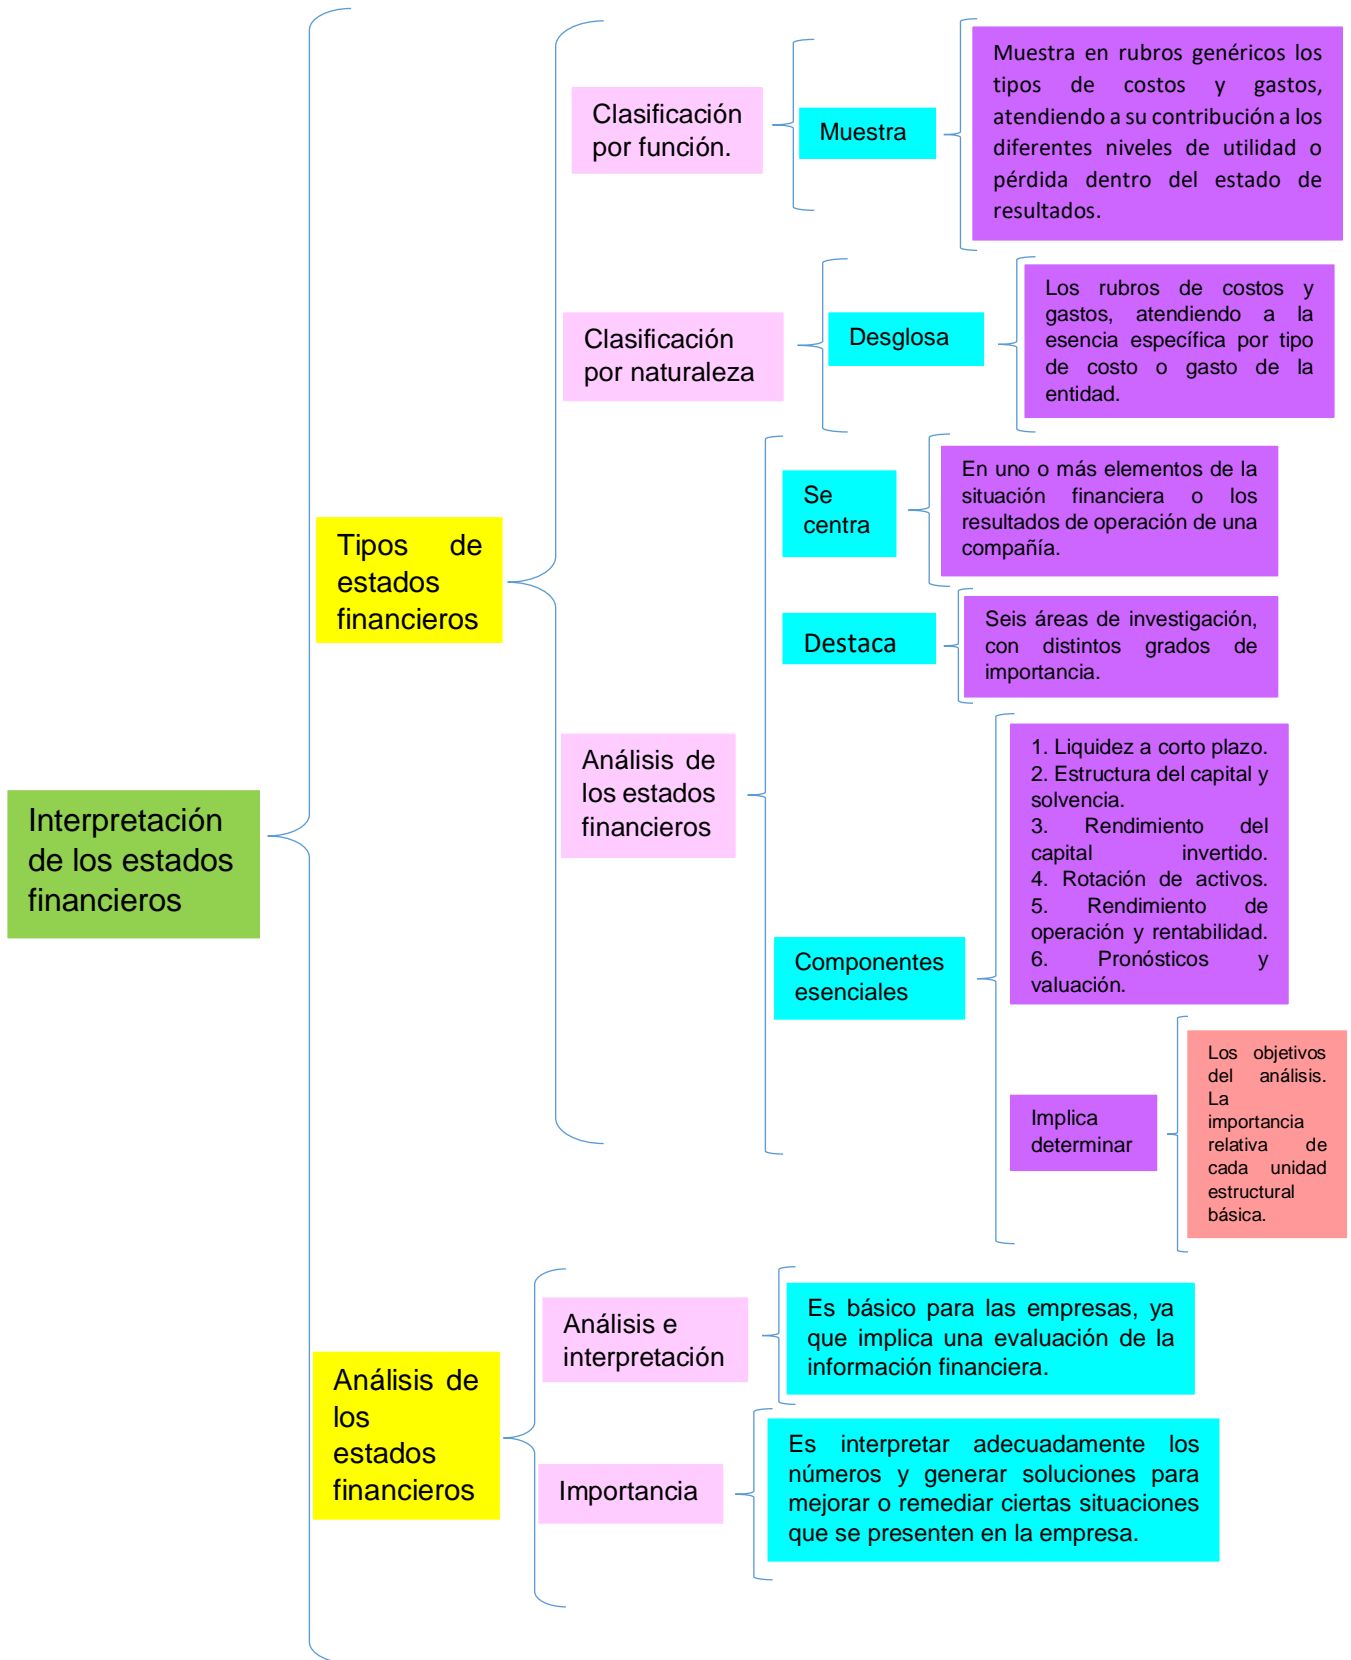 Interpretación
de los estados
financieros
Tipos de
estados
financieros
Clasificación
por función.
Muestra
Muestra en rubros genéricos los
tipos de costos y gastos,
atendiendo a su contribución a los
diferentes niveles de utilidad o
pérdida dentro del estado de
resultados.
Clasificación
por naturaleza
Desglosa
Los rubros de costos y
gastos, atendiendo a la
esencia específica por tipo
de costo o gasto de la
entidad.
Análisis de
los estados
financieros
Se
centra
En uno o más elementos de la
situación financiera o los
resultados de operación de una
compañía.
Destaca
Seis áreas de investigación,
con distintos grados de
importancia.
Componentes
esenciales
1. Liquidez a corto plazo.
2. Estructura del capital y
solvencia.
3. Rendimiento del
capital invertido.
4. Rotación de activos.
5. Rendimiento de
operación y rentabilidad.
6. Pronósticos y
valuación.
Implica
determinar
Los objetivos
del análisis.
La
importancia
relativa de
cada unidad
estructural
básica.
Análisis de
los
estados
financieros
Análisis e
interpretación
Es básico para las empresas, ya
que implica una evaluación de la
información financiera.
Importancia
Es interpretar adecuadamente los
números y generar soluciones para
mejorar o remediar ciertas situaciones
que se presenten en la empresa.